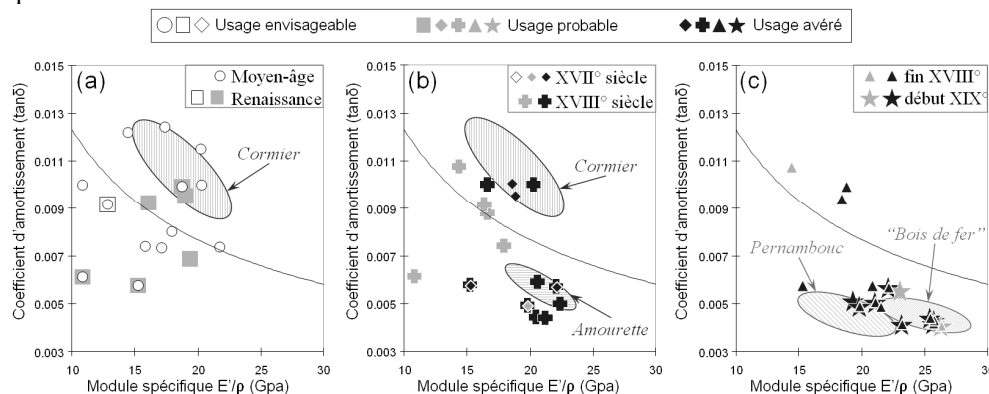 Usage envisageable Usage probable Usage avéré
(a) Moyen-âge
Renaissance
Cormier
0.015
0.013
0.011
0.009
0.007
0.005
0.003
Coefficient d'amortissement (tanδ)
10 15 20 25 30
Module spécifique E'/ρ (Gpa)
(b) XVII° siècle
XVIII° siècle
Cormier
Amourette
0.015
0.013
0.011
0.009
0.007
0.005
0.003
Coefficient d'amortissement (tanδ)
10 15 20 25 30
Module spécifique E'/ρ (Gpa)
(c) fin XVIII°
début XIX°
Pernambouc
“Bois de fer”
0.015
0.013
0.011
0.009
0.007
0.005
0.003
Coefficient d'amortissement (tanδ)
10 15 20 25 30
Module spécifique E'/ρ (Gpa)